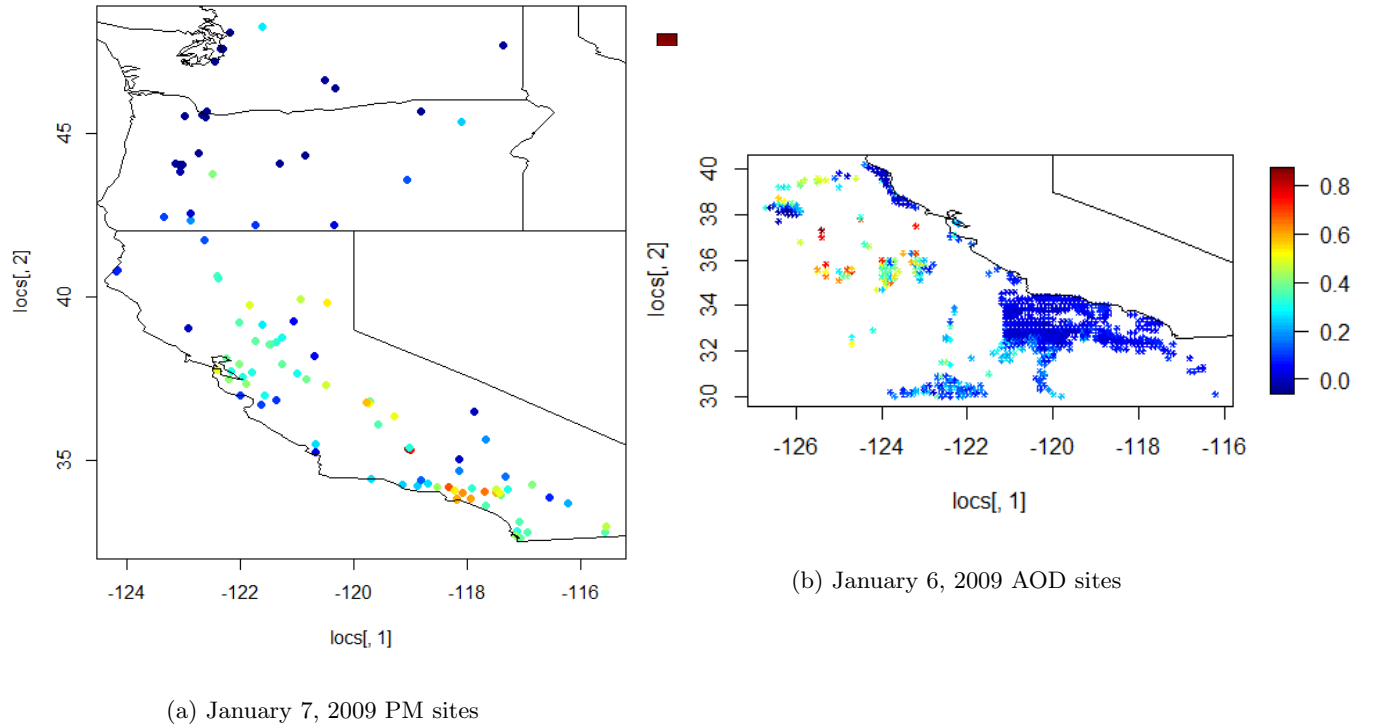 45
40
35
locs[, 2]
-124 -122 -120 -118 -116
locs[, 1]
(a) January 7, 2009 PM sites
40
38
36
34
32
30
locs[, 2]
-126 -124 -122 -120 -118 -116
locs[, 1]
0.8
0.6
0.4
0.2
0.0
(b) January 6, 2009 AOD sites